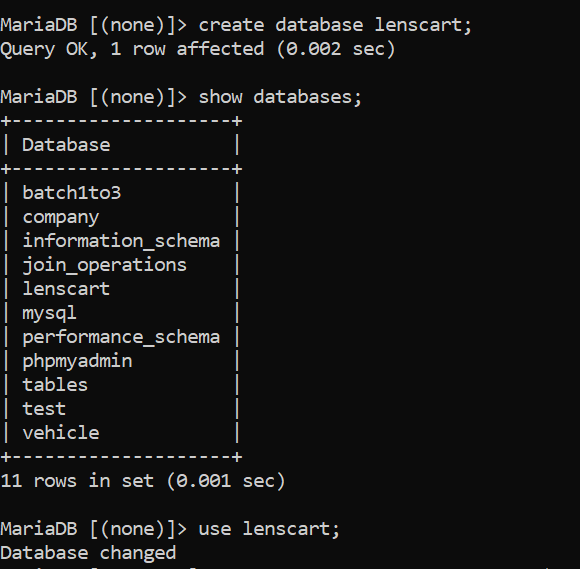 MariaDB [(none)]> create database lenscart;
Query OK, 1 row affected (0.002 sec)
MariaDB [(none)]> show databases;
+--------------------+
| Database           |
+--------------------+
| batch1to3          |
| company            |
| information_schema |
| join_operations    |
| lenscart           |
| mysql              |
| performance_schema |
| phpmyadmin         |
| tables             |
| test               |
| vehicle            |
+--------------------+
11 rows in set (0.001 sec)
MariaDB [(none)]> use lenscart;
Database changed